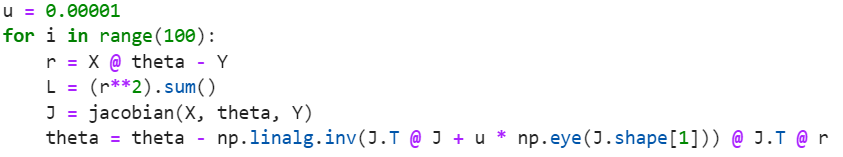 u = 0.00001
for i in range(100):
    r = X @ theta - Y
    L = (r**2).sum()
    J = jacobian(X, theta, Y)
    theta = theta - np.linalg.inv(J.T @ J + u * np.eye(J.shape[1])) @ J.T @ r